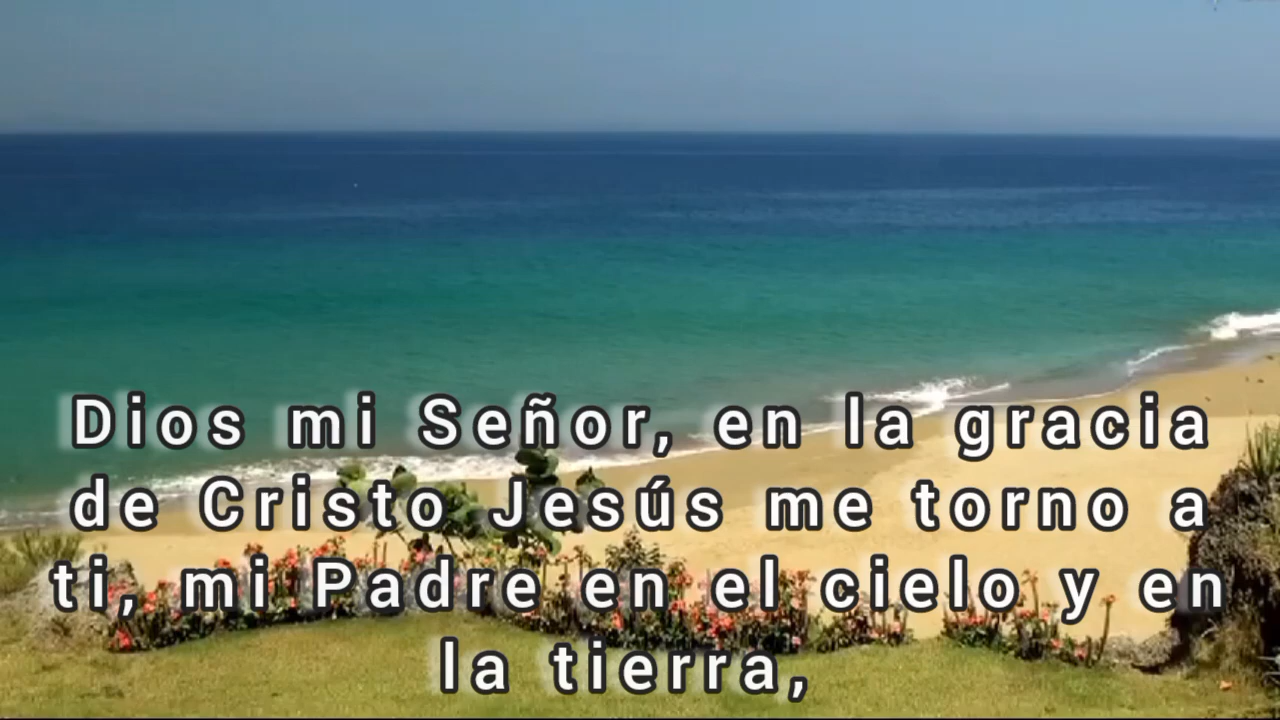 Dios mi Señor, en la gracia
de Cristo Jesús me torno a
ti, mi Padre en el cielo y en
la tierra,